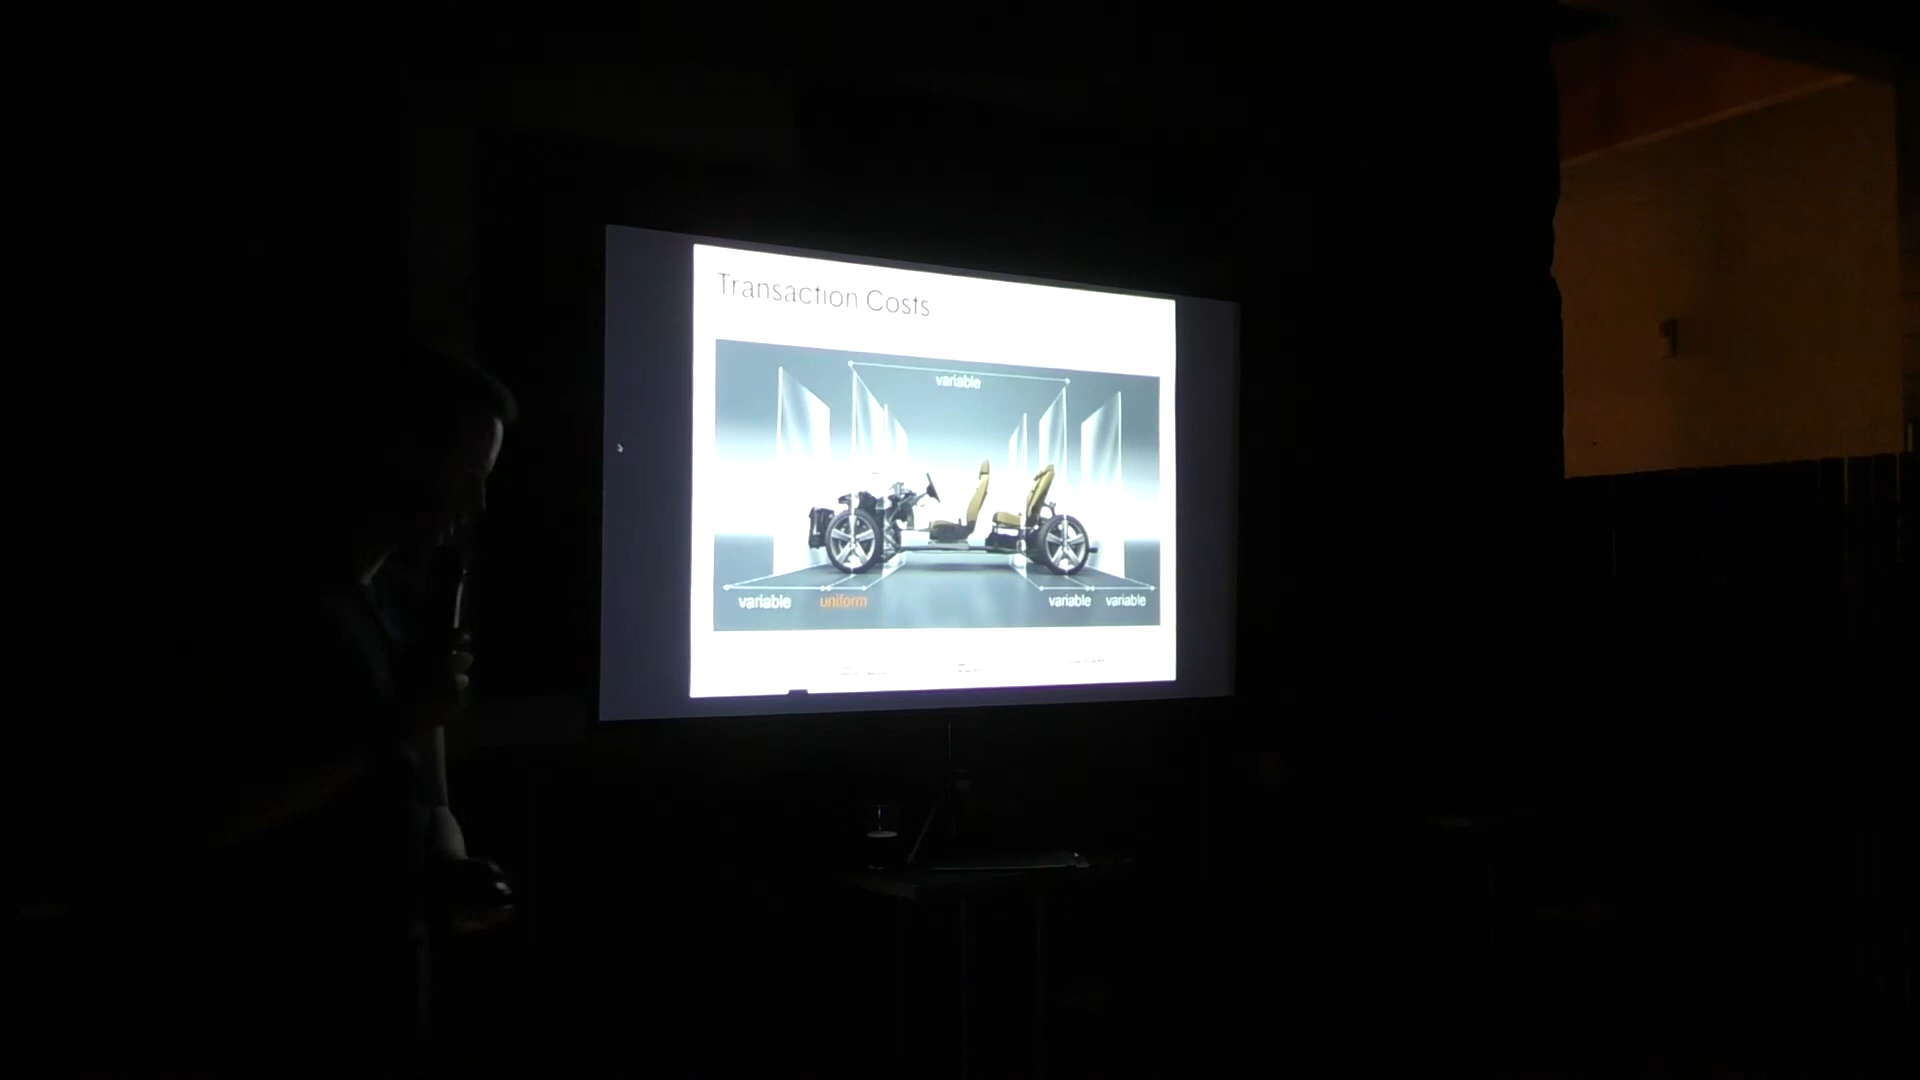 Transaction Costs
variable
variable uniform variable variable